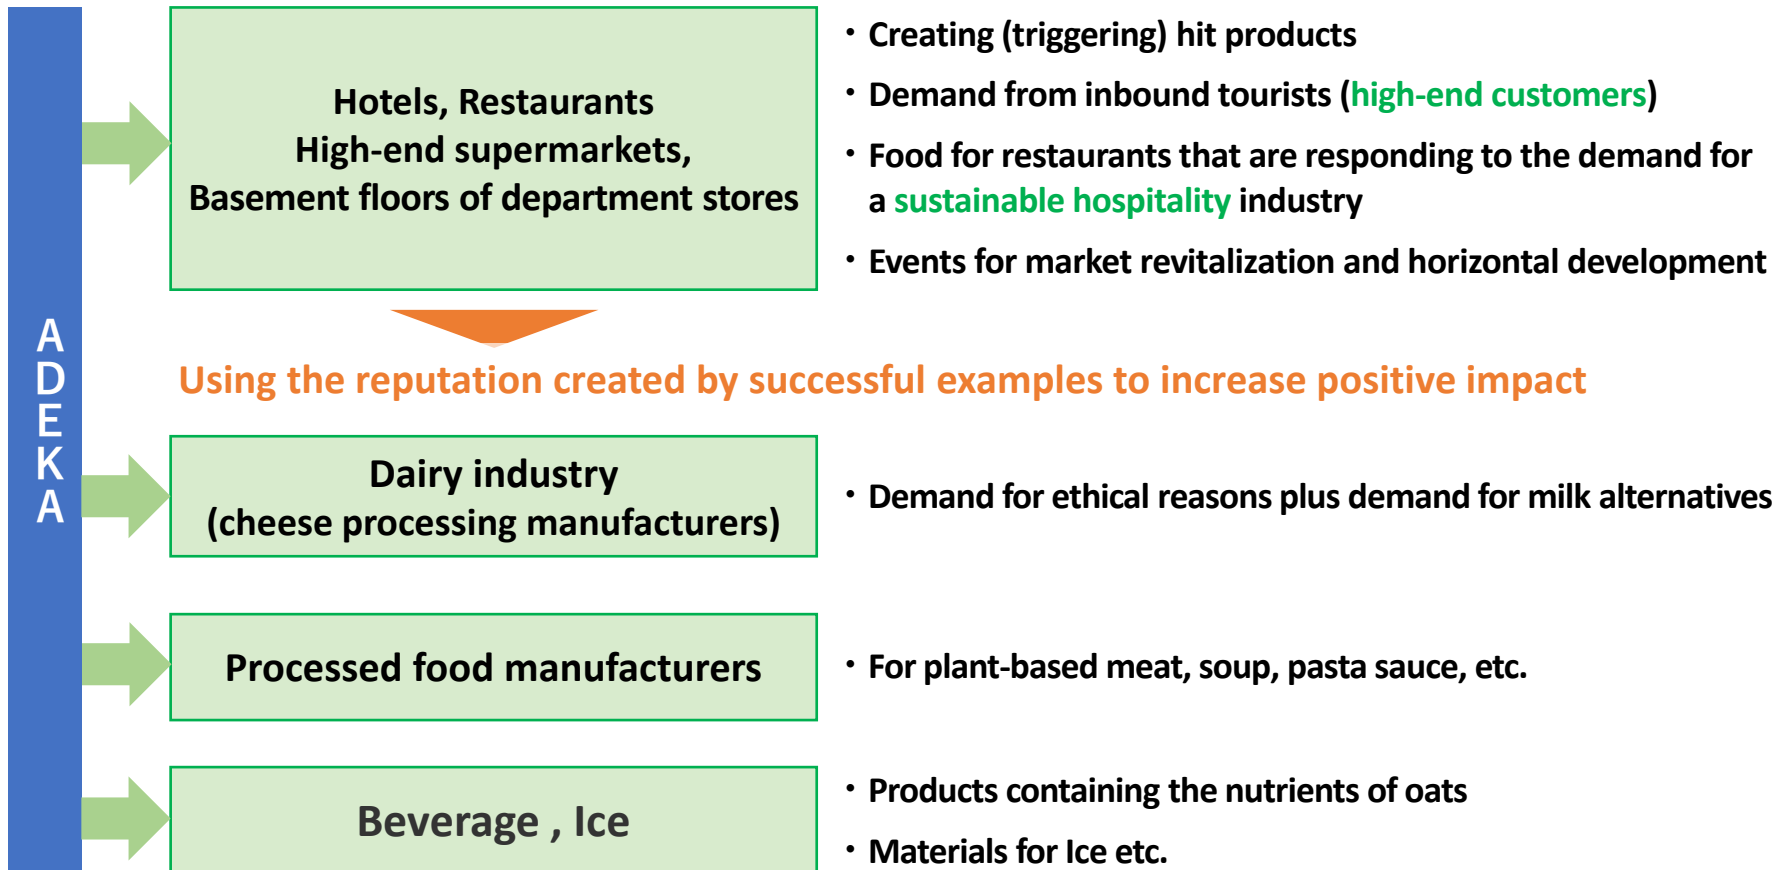 ADEKA
Hotels, Restaurants
High-end supermarkets,
Basement floors of department stores
・Creating (triggering) hit products
・Demand from inbound tourists (high-end customers)
・Food for restaurants that are responding to the demand for
a sustainable hospitality industry
・Events for market revitalization and horizontal development
Using the reputation created by successful examples to increase positive impact
Dairy industry
(cheese processing manufacturers)
・Demand for ethical reasons plus demand for milk alternatives
Processed food manufacturers
・For plant-based meat, soup, pasta sauce, etc.
Beverage , Ice
・Products containing the nutrients of oats
・Materials for Ice etc.